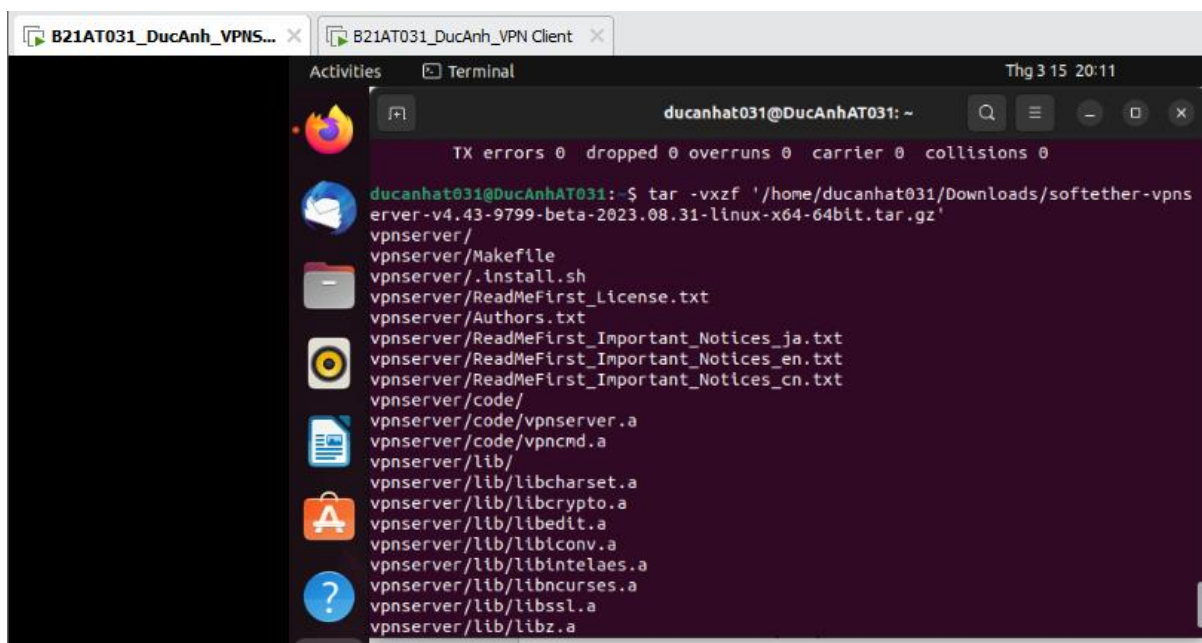 B21AT031_DucAnh_VPNS...
B21AT031_DucAnh_VPN Client
Activities
Terminal
Thg 3 15 20:11
ducanhat031@DucAnhAT031: ~
TX errors 0 dropped 0 overruns 0 carrier 0 collisions 0
ducanhat031@DucAnhAT031:~$ tar -vxzf '/home/ducanhat031/Downloads/softether-vpns
erver-v4.43-9799-beta-2023.08.31-linux-x64-64bit.tar.gz'
vpnserver/
vpnserver/Makefile
vpnserver/.install.sh
vpnserver/ReadMeFirst_License.txt
vpnserver/Authors.txt
vpnserver/ReadMeFirst_Important_Notices_ja.txt
vpnserver/ReadMeFirst_Important_Notices_en.txt
vpnserver/ReadMeFirst_Important_Notices_cn.txt
vpnserver/code/
vpnserver/code/vpnserver.a
vpnserver/code/vpncmd.a
vpnserver/lib/
vpnserver/lib/libcharset.a
vpnserver/lib/libcrypto.a
vpnserver/lib/libedit.a
vpnserver/lib/libiconv.a
vpnserver/lib/libintelaes.a
vpnserver/lib/libncurses.a
vpnserver/lib/libssl.a
vpnserver/lib/libz.a